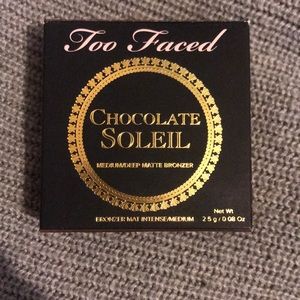 Too Faced
CHOCOLATE
SOLEIL
MEDIUM/DEEP MATTE BRONZER
Net Wt
BRONZER MAT INTENSE/MEDIUM
2.5 g / 0.08 Oz